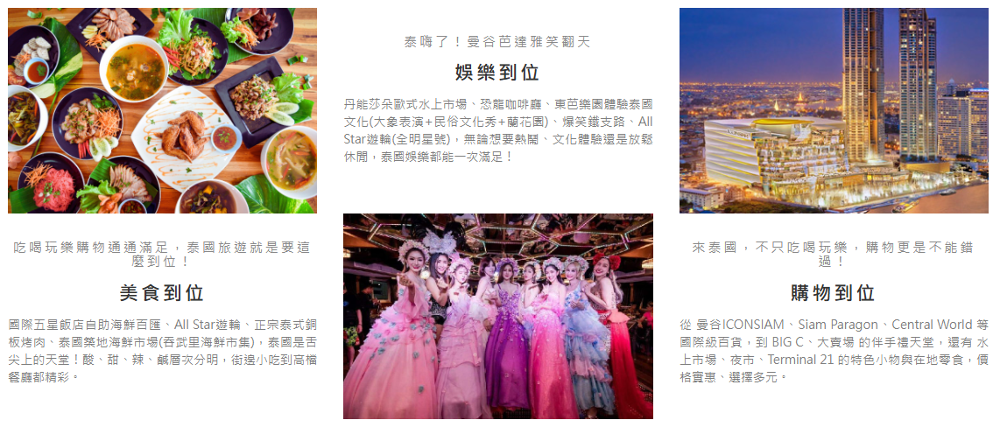 吃喝玩樂購物通通滿足，泰國旅遊就是要這
麼到位！
美食到位
國際五星飯店自助海鮮百匯、All Star遊輪、正宗泰式銅
板烤肉、泰國築地海鮮市場(吞武里海鮮市集)，泰國是舌
尖上的天堂！酸、甜、辣、鹹層次分明，街邊小吃到高檔
餐廳都精彩。
泰嗨了！曼谷芭達雅笑翻天
娛樂到位
丹能莎朵歐式水上市場、恐龍咖啡廳、東芭樂園體驗泰國
文化(大象表演+民俗文化秀+蘭花園)、爆笑鐵支路、All
Star遊輪(全明星號)，無論想要熱鬧、文化體驗還是放鬆
休閒，泰國娛樂都能一次滿足！
來泰國，不只吃喝玩樂，購物更是不能錯
過！
購物到位
從 曼谷ICONSIAM、Siam Paragon、Central World 等
國際級百貨，到 BIG C、大賣場 的伴手禮天堂，還有 水
上市場、夜市、Terminal 21 的特色小物與在地零食，價
格實惠、選擇多元。